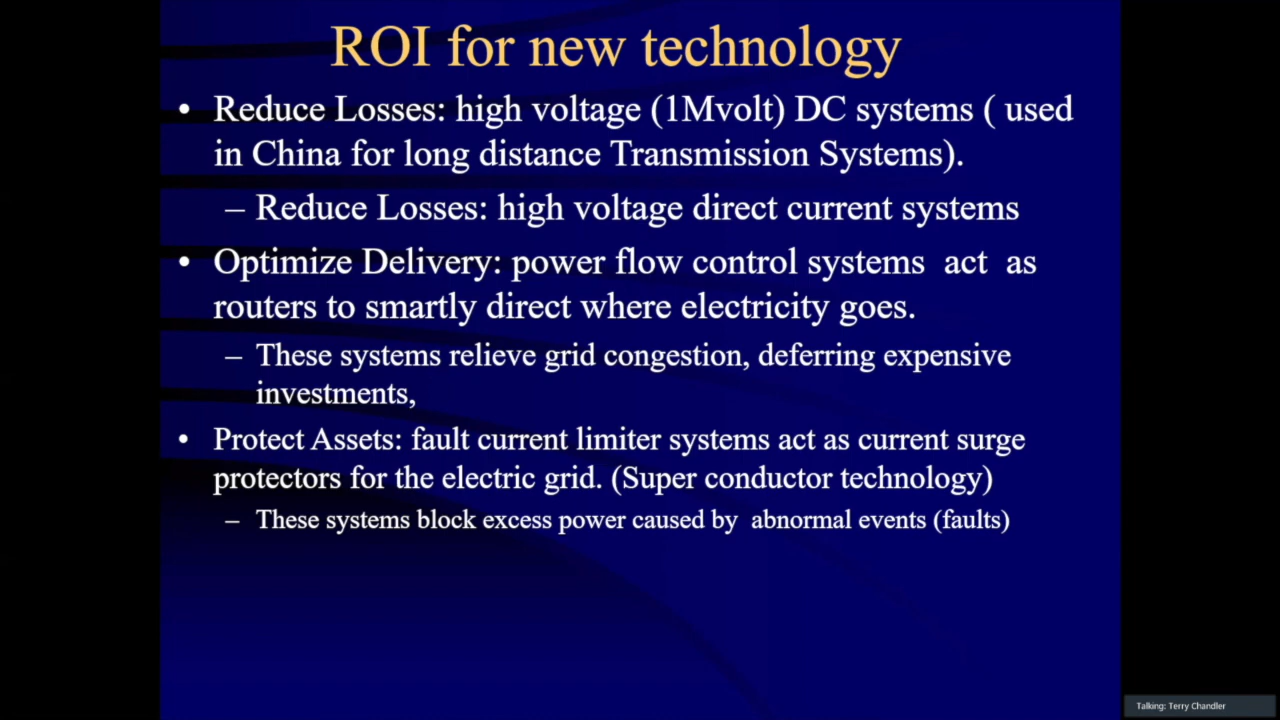 ROI for new technology
• Reduce Losses: high voltage (1Mvolt) DC systems ( used
in China for long distance Transmission Systems).
– Reduce Losses: high voltage direct current systems
• Optimize Delivery: power flow control systems act as
routers to smartly direct where electricity goes.
– These systems relieve grid congestion, deferring expensive
investments,
• Protect Assets: fault current limiter systems act as current surge
protectors for the electric grid. (Super conductor technology)
– These systems block excess power caused by abnormal events (faults)
Talking: Terry Chandler